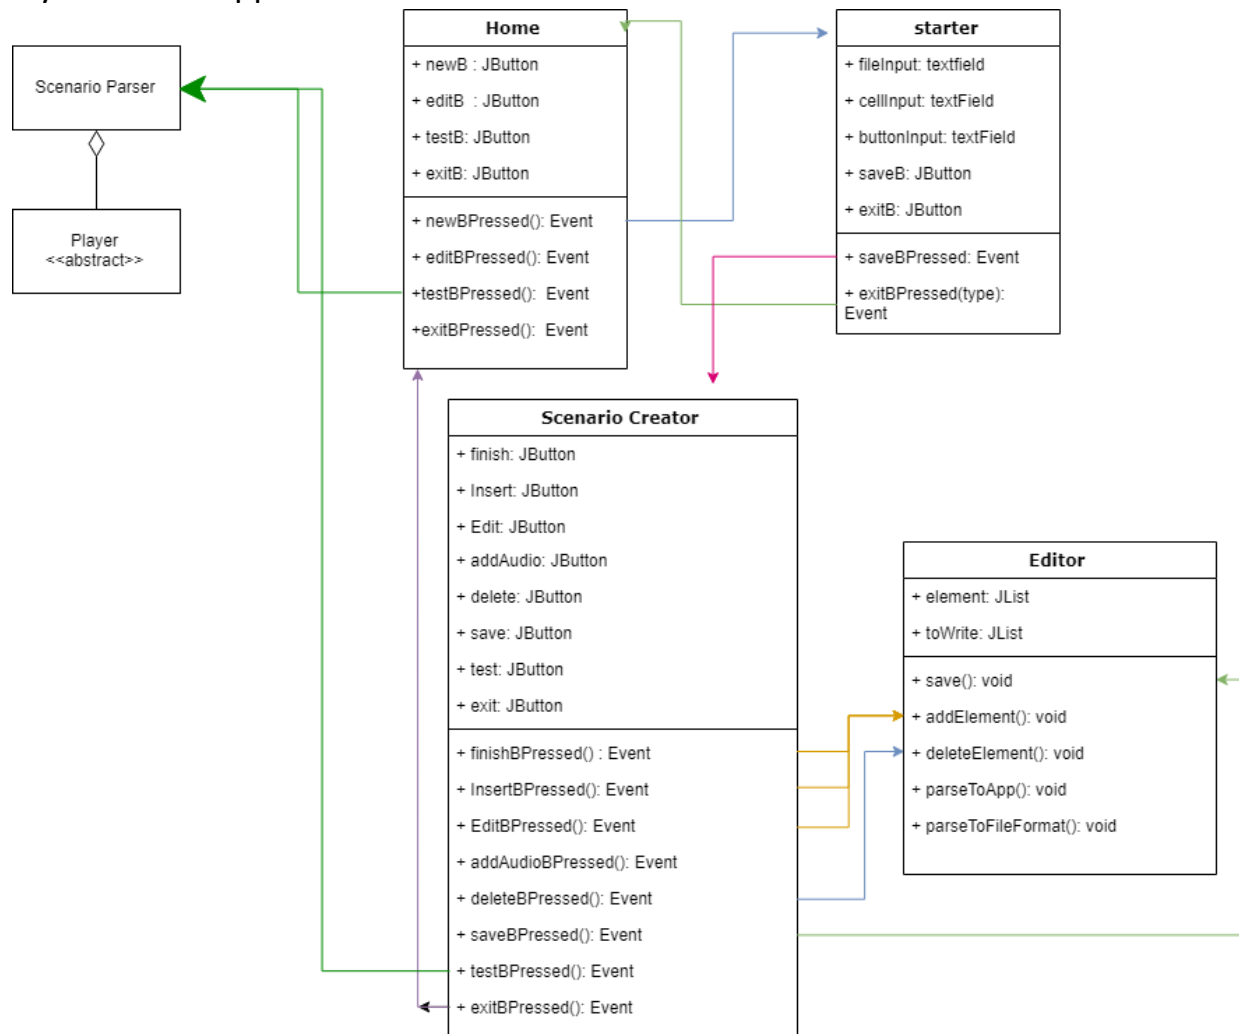 Scenario Parser
Player
<<abstract>>
Home
+ newB : JButton
+ editB : JButton
+ testB: JButton
+ exitB: JButton
+ newBPressed(): Event
+ editBPressed(): Event
+testBPressed(): Event
+exitBPressed(): Event
starter
+ fileInput: textfield
+ cellInput: textField
+ buttonInput: textField
+ saveB: JButton
+ exitB: JButton
+ saveBPressed: Event
+ exitBPressed(type):
Event
Scenario Creator
+ finish: JButton
+ Insert: JButton
+ Edit: JButton
+ addAudio: JButton
+ delete: JButton
+ save: JButton
+ test: JButton
+ exit: JButton
+ finishBPressed() : Event
+ InsertBPressed(): Event
+ EditBPressed(): Event
+ addAudioBPressed(): Event
+ deleteBPressed(): Event
+ saveBPressed(): Event
+ testBPressed(): Event
+ exitBPressed(): Event
Editor
+ element: JList
+ toWrite: JList
+ save(): void
+ addElement(): void
+ deleteElement(): void
+ parseToApp(): void
+ parseToFileFormat(): void